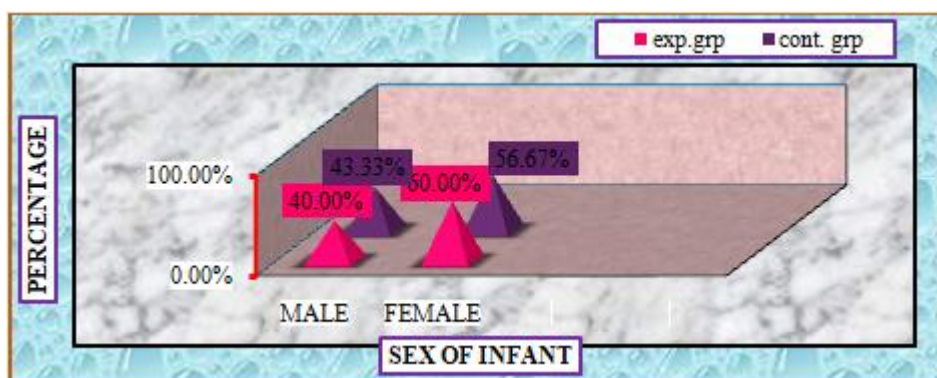 exp.grp cont. grp
PERCENTAGE
100.00%
0.00%
43.33%
56.67%
40.00%
60.00%
MALE FEMALE
SEX OF INFANT